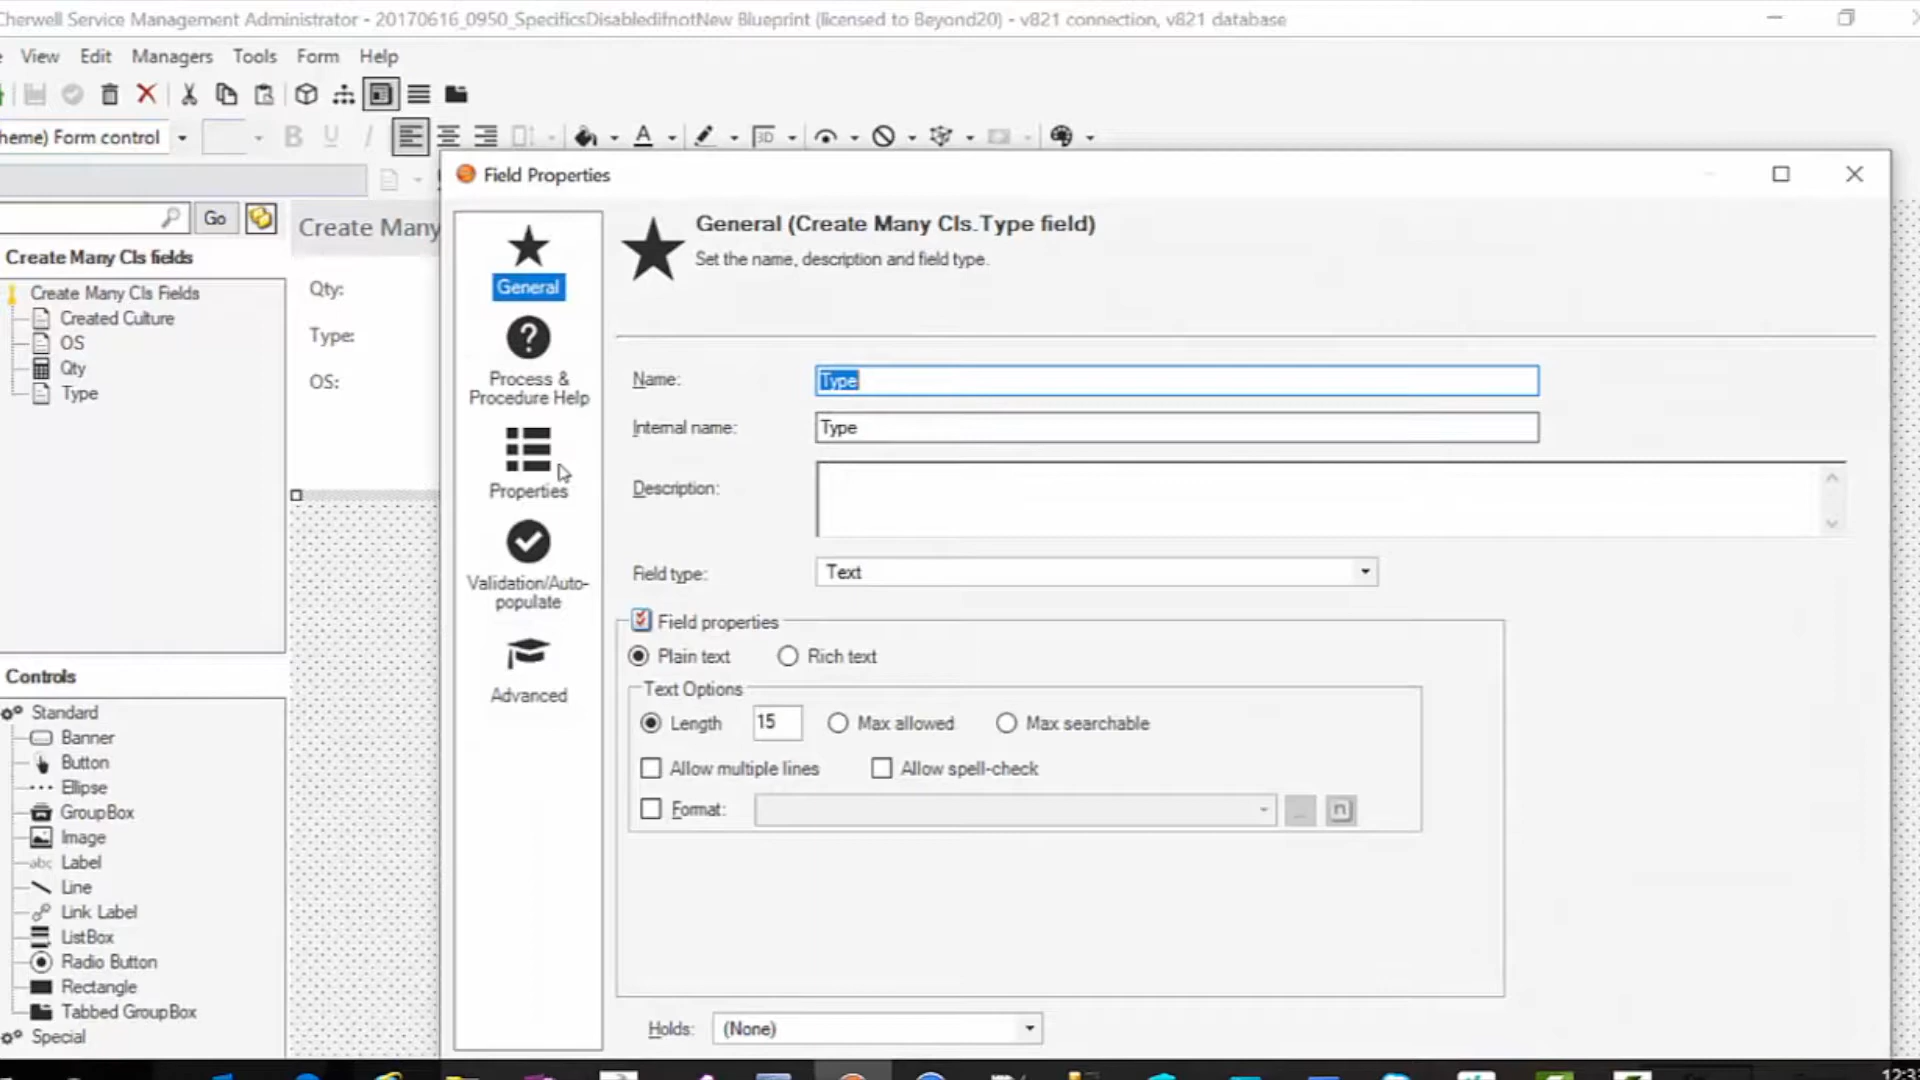 Cherwell Service Management Administrator - 20170616_0950_SpecificsDisabledifnotNew Blueprint (licensed to Beyond20) - v821 connection, v821 database
View Edit Managers Tools Form Help
heme) Form control
B U I A 3D
Go
Create Many CIs fields
Create Many CIs Fields
Created Culture
OS
Qty
Type
Controls
Standard
Banner
Button
Ellipse
GroupBox
Image
abc Label
Line
Link Label
ListBox
Radio Button
Rectangle
Tabbed GroupBox
Special
Create Many
Qty:
Type:
OS:
Field Properties
General
Process &
Procedure Help
Properties
Validation/Auto-
populate
Advanced
General (Create Many CIs.Type field)
Set the name, description and field type.
Name: Type
Internal name: Type
Description:
Field type: Text
Field properties
Plain text Rich text
Text Options
Length 15 Max allowed Max searchable
Allow multiple lines Allow spell-check
Format: ... n
Holds: (None)